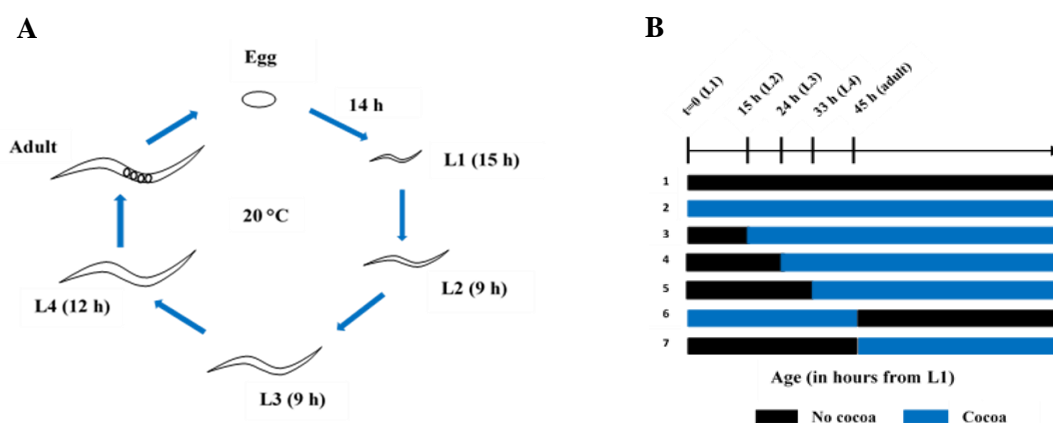 A
Egg
14 h
L1 (15 h)
L2 (9 h)
L3 (9 h)
L4 (12 h)
Adult
20 °C
B
t=0 (L1)
15 h (L2)
24 h (L3)
33 h (L4)
45 h (adult)
1
2
3
4
5
6
7
Age (in hours from L1)
No cocoa Cocoa